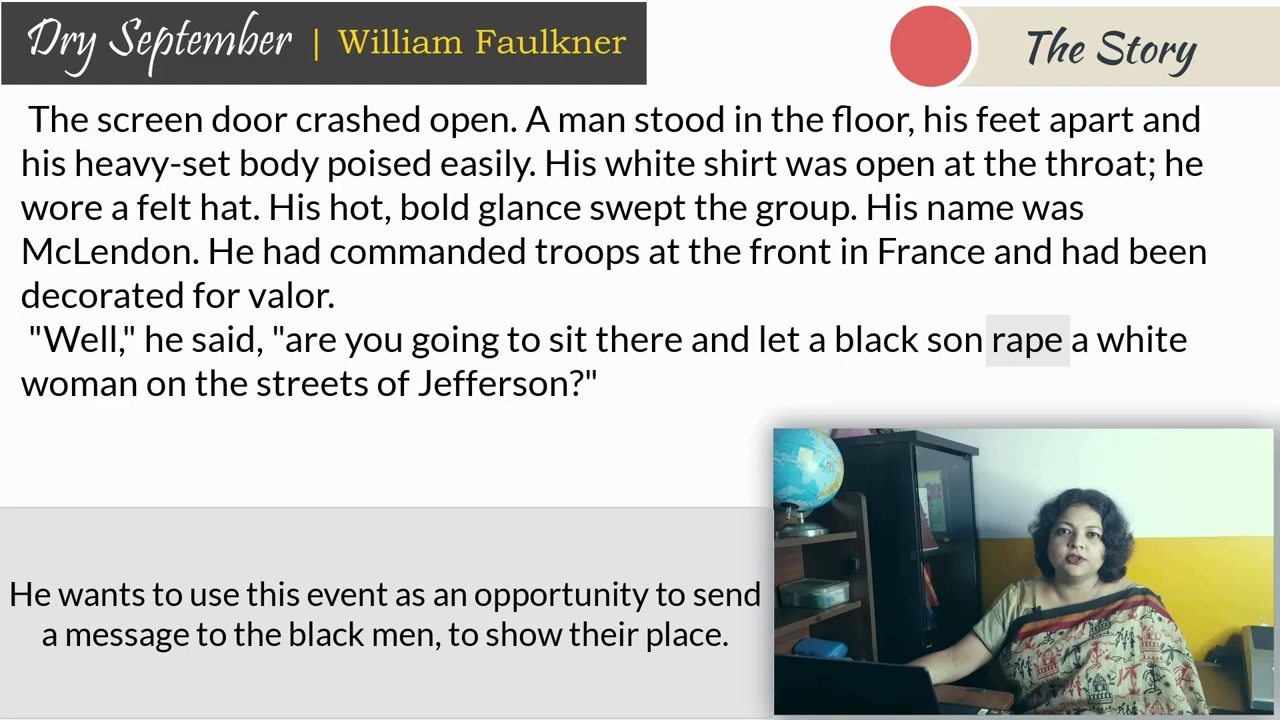 Dry September | William Faulkner
The Story
The screen door crashed open. A man stood in the floor, his feet apart and
his heavy-set body poised easily. His white shirt was open at the throat; he
wore a felt hat. His hot, bold glance swept the group. His name was
McLendon. He had commanded troops at the front in France and had been
decorated for valor.
"Well," he said, "are you going to sit there and let a black son rape a white
woman on the streets of Jefferson?"
He wants to use this event as an opportunity to send
a message to the black men, to show their place.